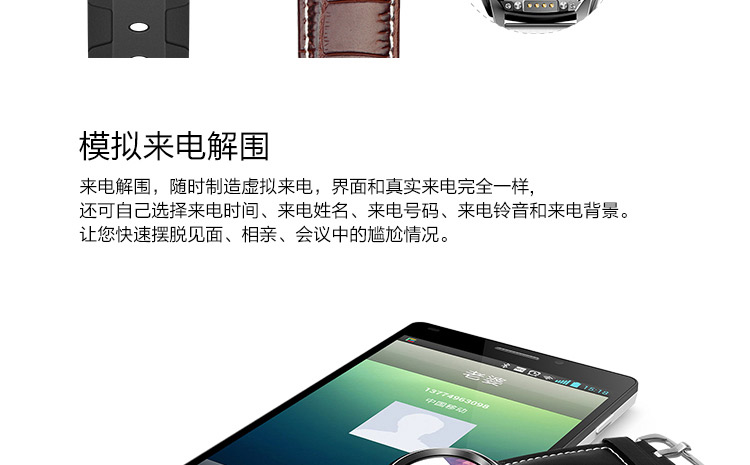 模拟来电解围
来电解围，随时制造虚拟来电，界面和真实来电完全一样，
还可自己选择来电时间、来电姓名、来电号码、来电铃音和来电背景。
让您快速摆脱见面、相亲、会议中的尴尬情况。
15:18
老婆
13774963098
中国移动